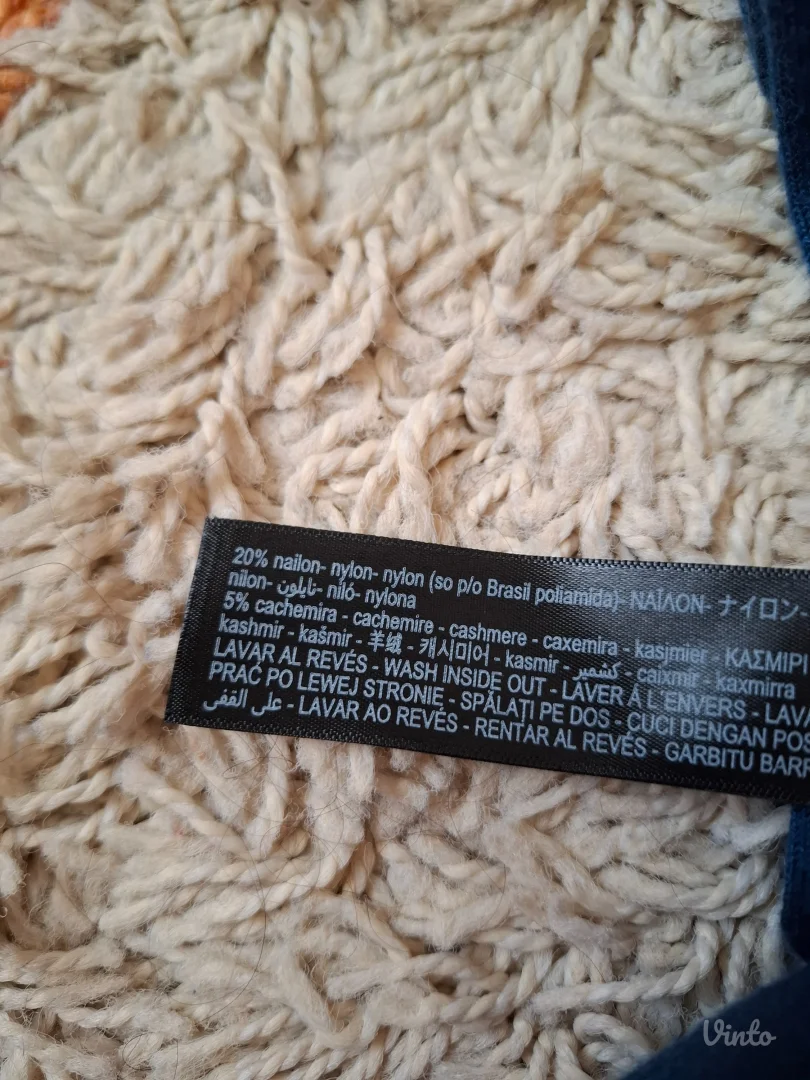 20% nailon- nylon- nylon (so p/o Brasil poliamida)- ΝΑΪΛΟΝ- ナイロン-
nilon- نايلون- niló- nylona
5% cachemira - cachemire - cashmere - caxemira - kasjmier - ΚΑΣΜΙΡΙ
kashmir - kašmir - 羊绒 - 캐시미어 - kasmir - كشمير - caixmir - kaxmirra
LAVAR AL REVÉS - WASH INSIDE OUT - LAVER À L'ENVERS - LAVA
PRAĆ PO LEWEJ STRONIE - SPĂLAȚI PE DOS - CUCI DENGAN POS
على القفى - LAVAR AO REVÉS - RENTAR AL REVÉS - GARBITU BARR
Vinto